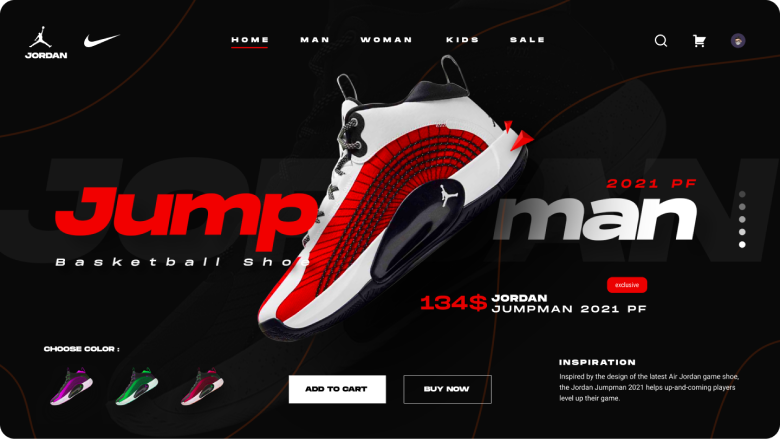 JORDAN
HOME MAN WOMAN KIDS SALE
JORDAN
2021 PF
Jump man
Basketball Shoe
exclusive
134$ JORDAN
JUMPMAN 2021 PF
CHOOSE COLOR :
ADD TO CART
BUY NOW
INSPIRATION
Inspired by the design of the latest Air Jordan game shoe,
the Jordan Jumpman 2021 helps up-and-coming players
level up their game.